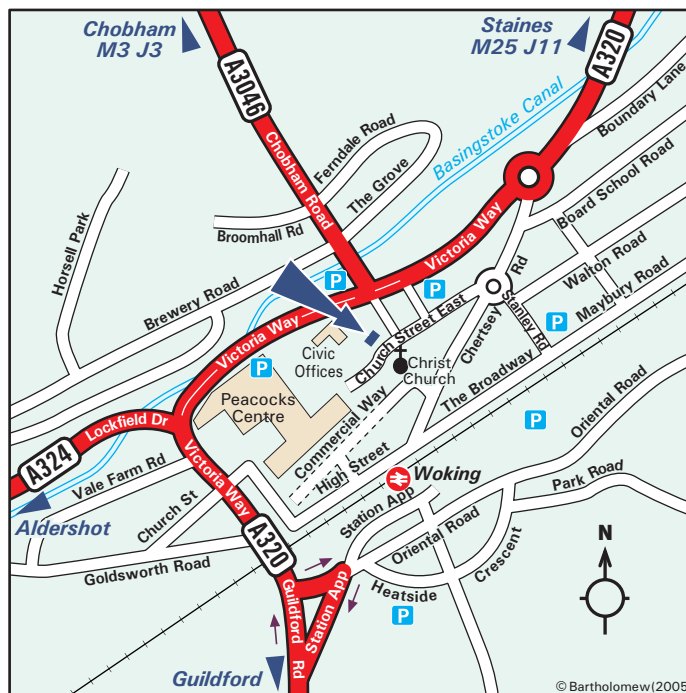 Chobham
M3 J3
Staines
M25 J11
A320
A3046
Boundary Lane
Basingstoke Canal
Ferndale Road
Chobham Road
The Grove
Board School Road
Broomhall Rd
Horsell Park
Victoria Way
Walton Road
Brewery Road
P
P
Maybury Road
Chertsey Rd
Stanley Rd
P
Church Street East
Victoria Way
Civic
Offices
Christ
Church
P
The Broadway
Peacocks
Centre
Commercial Way
Lockfield Dr
Oriental Road
P
High Street
A324
Vale Farm Rd
Victoria Way
Woking
Park Road
Station App
Aldershot
Church St
Oriental Road
A320
N
Goldsworth Road
Crescent
Heatside
Guildford Rd
Station App
P
Guildford
© Bartholomew(2005